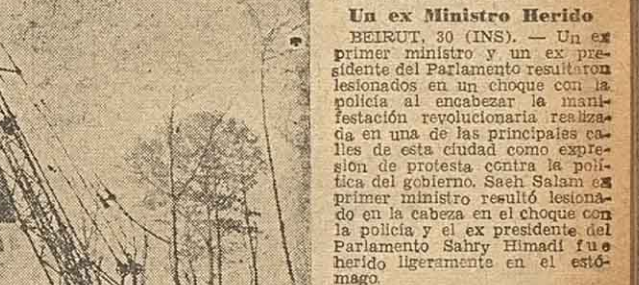 Un ex Ministro Herido
BEIRUT, 30 (INS). — Un ex
primer ministro y un ex pre-
sidente del Parlamento resultaron
lesionados en un choque con la
policía al encabezar la mani-
festación revolucionaria realiza-
da en una de las principales ca-
lles de esta ciudad como expre-
sión de protesta contra la polí-
tica del gobierno. Saeh Salam ex
primer ministro resultó lesiona-
do en la cabeza en el choque con
la policía y el ex presidente del
Parlamento Sahry Himadi fue
herido ligeramente en el estó-
mago.